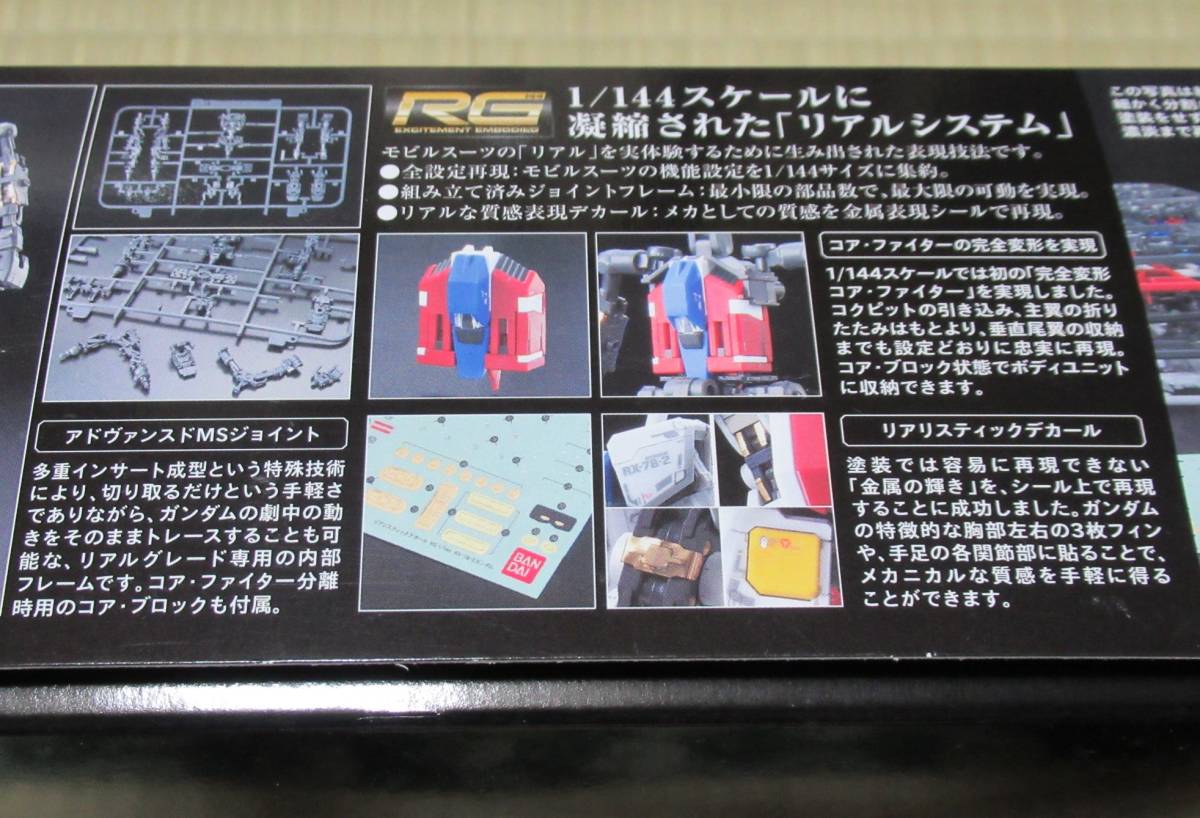 RG
EXCITEMENT EMBODIED
1/144スケールに
凝縮された「リアルシステム」
モビルスーツの「リアル」を実体験するために生み出された表現技法です。
●全設定再現:モビルスーツの機能設定を1/144サイズに集約。
●組み立て済みジョイントフレーム:最小限の部品数で、最大限の可動を実現。
●リアルな質感表現デカール:メカとしての質感を金属表現シールで再現。
コア・ファイターの完全変形を実現
1/144スケールでは初の「完全変形
コア・ファイター」を実現しました。
コクピットの引き込み、主翼の折り
たたみはもとより、垂直尾翼の収納
までも設定どおりに忠実に再現。
コア・ブロック状態でボディユニット
に収納できます。
アドヴァンスドMSジョイント
多重インサート成型という特殊技術
により、切り取るだけという手軽さ
でありながら、ガンダムの劇中の動
きをそのままトレースすることも可
能な、リアルグレード専用の内部
フレームです。コア・ファイター分離
時用のコア・ブロックも付属。
BAN
DAI
RX-78-2
リアリスティックデカール
塗装では容易に再現できない
「金属の輝き」を、シール上で再現
することに成功しました。ガンダム
の特徴的な胸部左右の3枚フィン
や、手足の各関節部に貼ることで、
メカニカルな質感を手軽に得る
ことができます。
この写真は
細かく分割
塗装をせず
濃淡まで